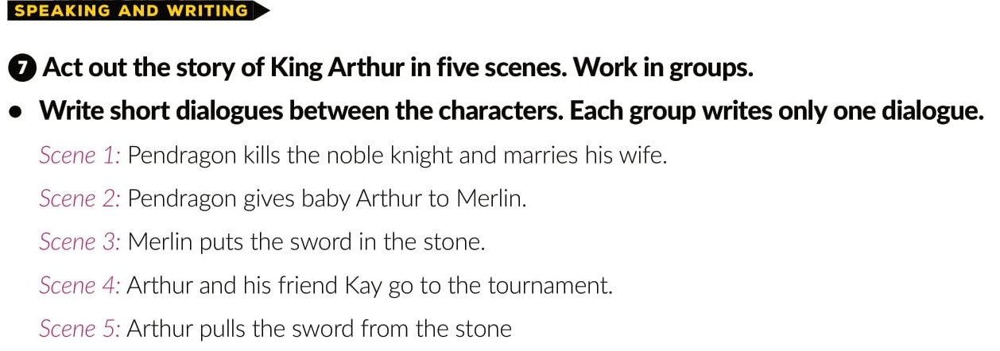 SPEAKING AND WRITING
7 Act out the story of King Arthur in five scenes. Work in groups.
• Write short dialogues between the characters. Each group writes only one dialogue.
Scene 1: Pendragon kills the noble knight and marries his wife.
Scene 2: Pendragon gives baby Arthur to Merlin.
Scene 3: Merlin puts the sword in the stone.
Scene 4: Arthur and his friend Kay go to the tournament.
Scene 5: Arthur pulls the sword from the stone